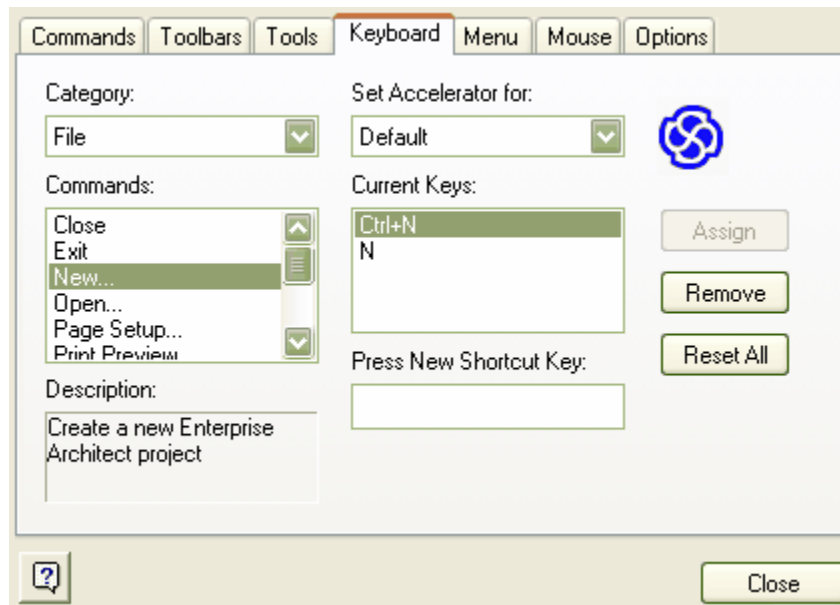 Commands Toolbars Tools Keyboard Menu Mouse Options
Category:
File
Commands:
Close
Exit
New...
Open...
Page Setup...
Print Preview
Description:
Create a new Enterprise
Architect project
Set Accelerator for:
Default
Current Keys:
Ctrl+N
N
Press New Shortcut Key:
Assign
Remove
Reset All
?
Close